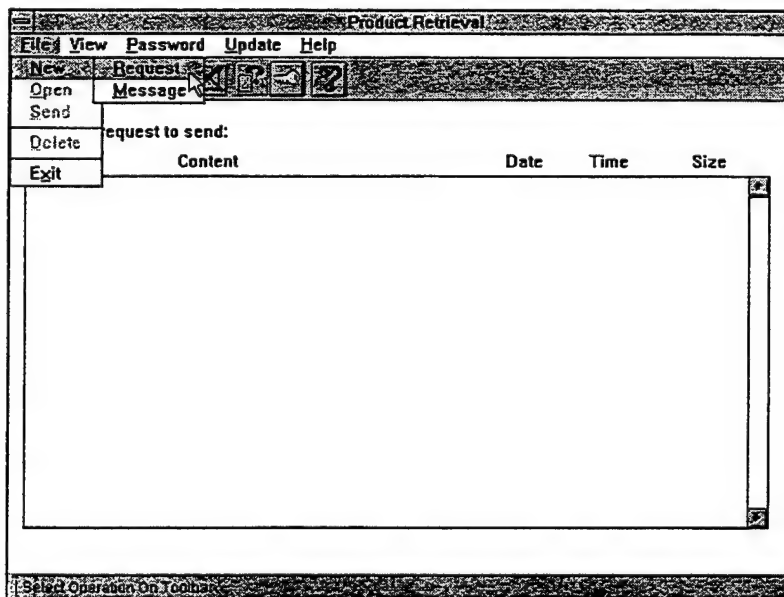 Product Retrieval
File View Password Update Help
New Request
Open Message
Send
request to send:
Delete
Content Date Time Size
Exit
Select Operation On Toolbar